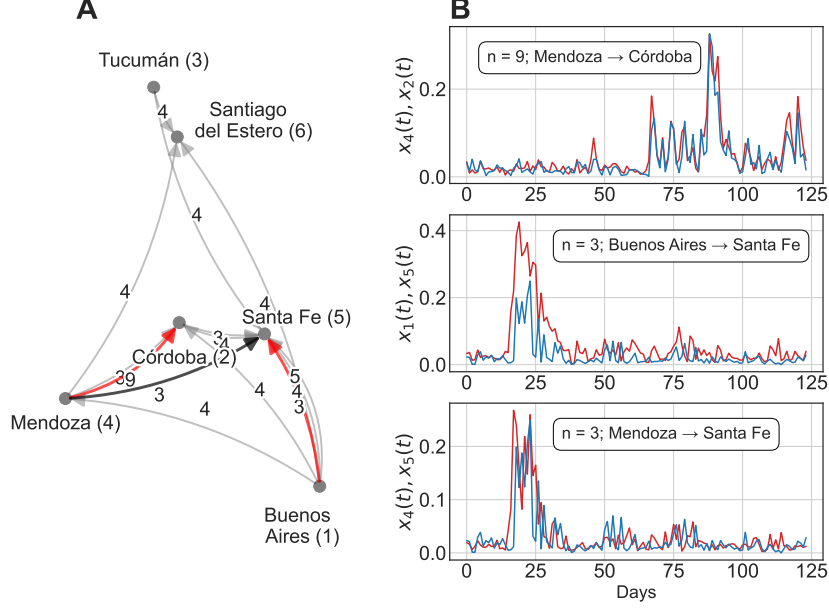 A
Tucumán (3)
4
Santiago
del Estero (6)
4
4
4
Santa Fe (5)
3
4
Córdoba (2)
39
3
4
4
5
4
3
Mendoza (4)
Buenos
Aires (1)
B
n = 9; Mendoza → Córdoba
x₄(t), x₂(t)
0.2
0.0
0 25 50 75 100 125
n = 3; Buenos Aires → Santa Fe
x₁(t), x₅(t)
0.4
0.2
0.0
0 25 50 75 100 125
n = 3; Mendoza → Santa Fe
x₄(t), x₅(t)
0.2
0.1
0.0
0 25 50 75 100 125
Days